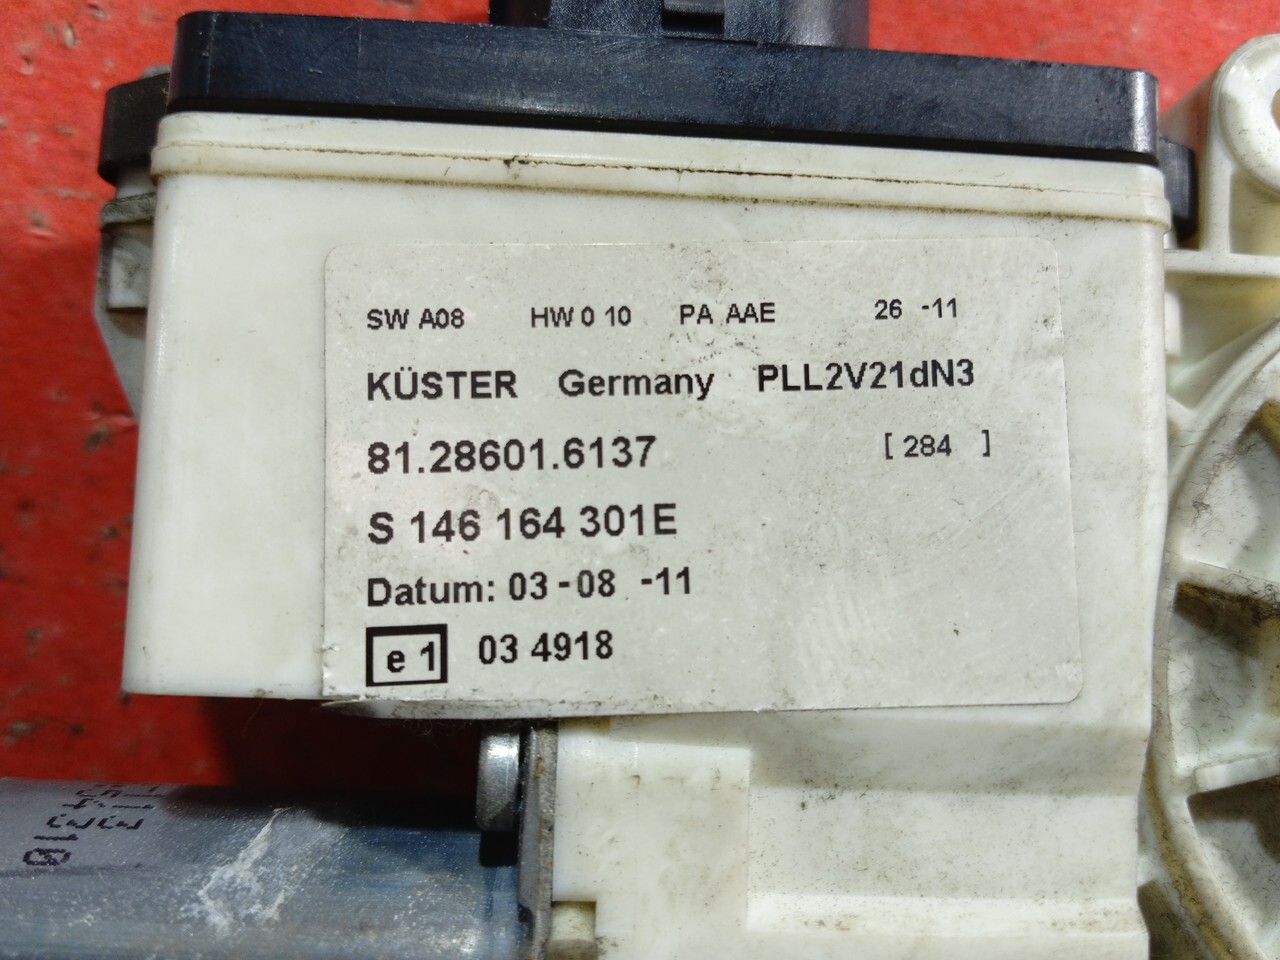 SW A08 HW 0 10 PA AAE 26 -11
KÜSTER Germany PLL2V21dN3
81.28601.6137 [ 284 ]
S 146 164 301E
Datum: 03-08 -11
e 1 03 4918